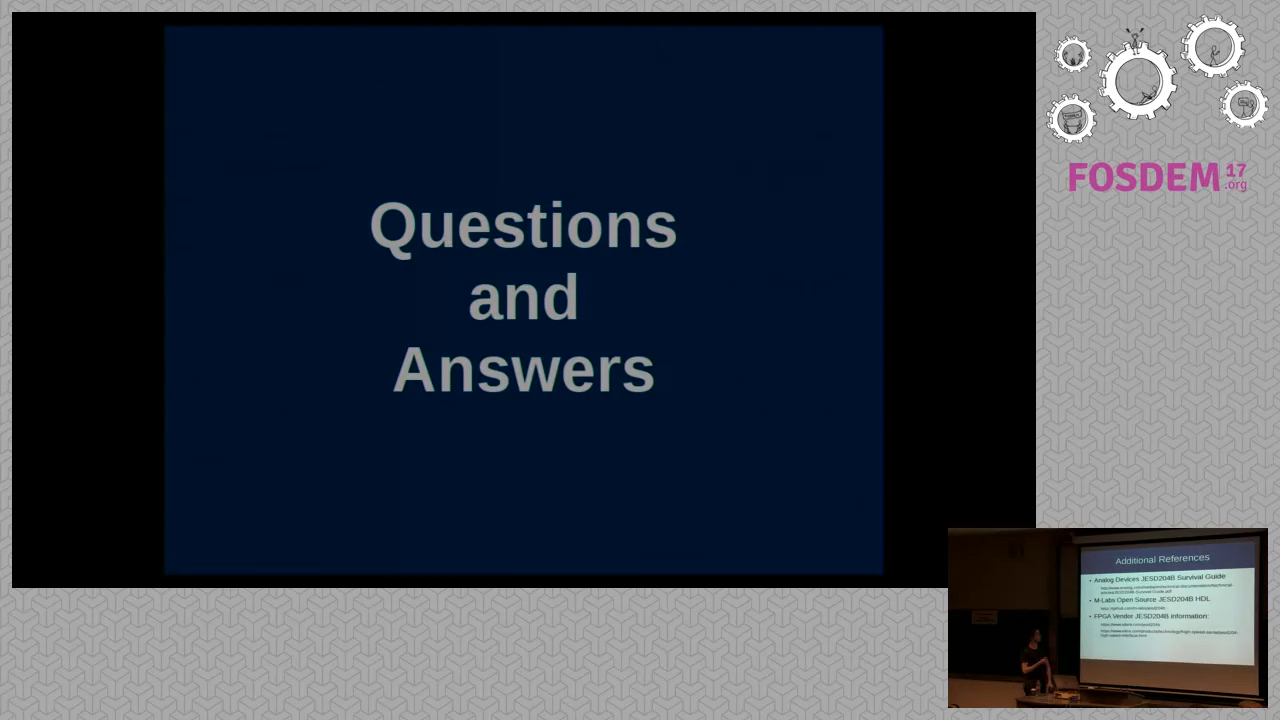 Questions
and
Answers
FOSDEM 17
.org
Additional References
• Analog Devices JESD204B Survival Guide
• M-Labs Open Source JESD204B HDL
• FPGA Vender JESD204B information: